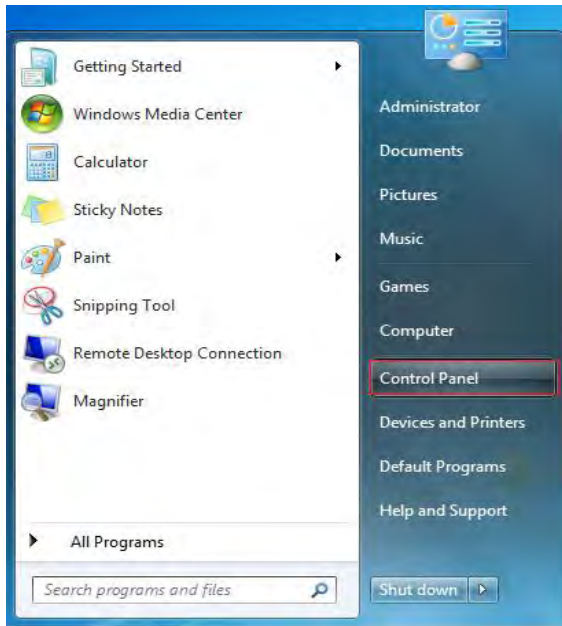 Getting Started
Windows Media Center
Calculator
Sticky Notes
Paint
Snipping Tool
Remote Desktop Connection
Magnifier
All Programs
Search programs and files
Administrator
Documents
Pictures
Music
Games
Computer
Control Panel
Devices and Printers
Default Programs
Help and Support
Shut down